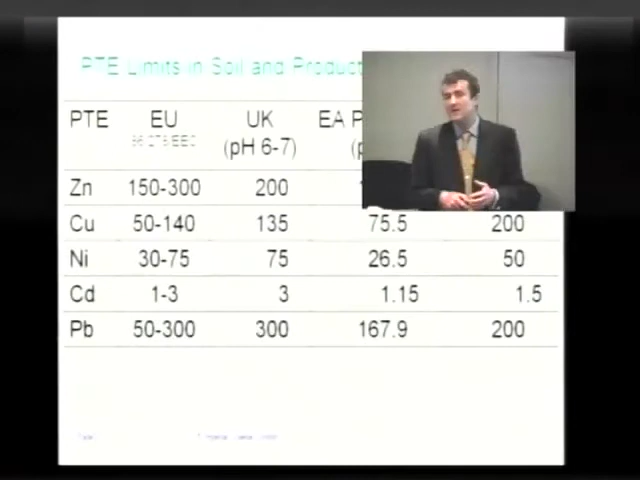 PTE Limits in Soil and Product
PTE EU UK EA P
(pH 6-7) (p
Zn 150-300 200
Cu 50-140 135 75.5 200
Ni 30-75 75 26.5 50
Cd 1-3 3 1.15 1.5
Pb 50-300 300 167.9 200